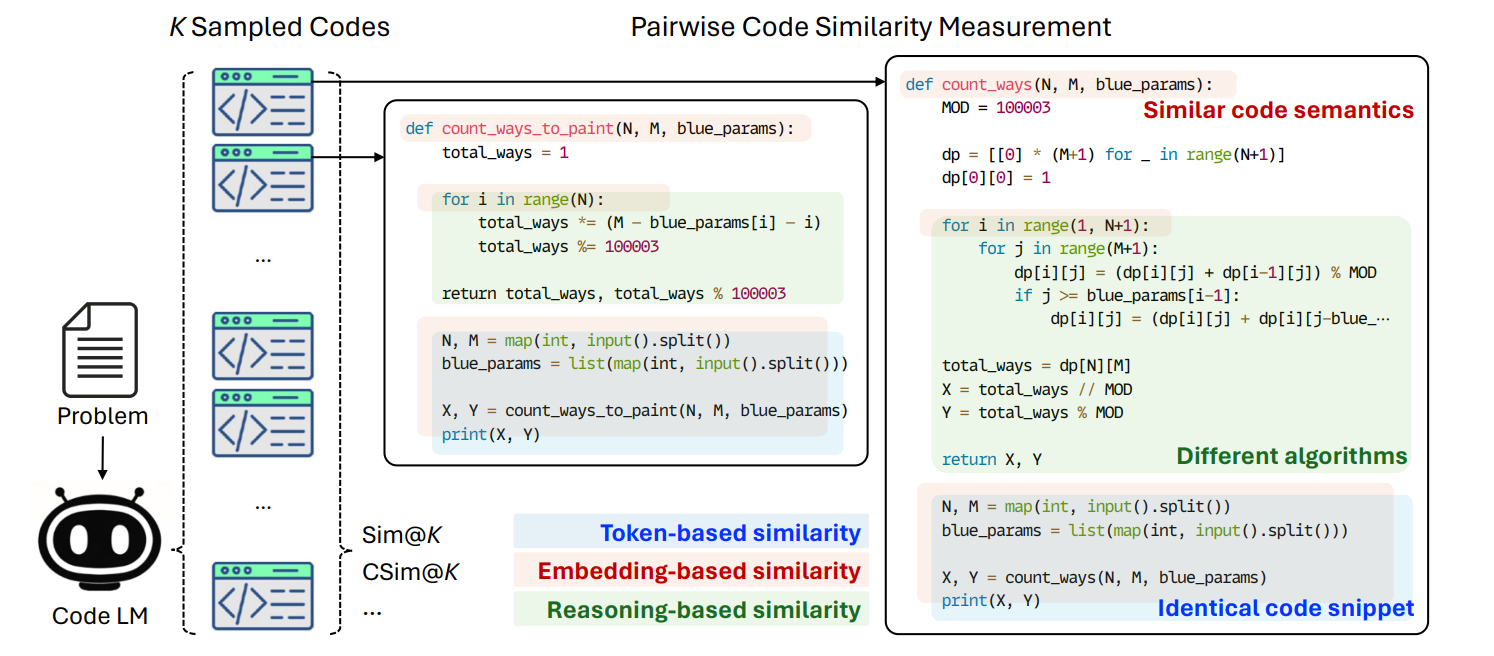 K Sampled Codes
Pairwise Code Similarity Measurement
...
...
Problem
Code LM
def count_ways_to_paint(N, M, blue_params):
    total_ways = 1
    for i in range(N):
        total_ways *= (M - blue_params[i] - i)
        total_ways %= 100003
    return total_ways, total_ways % 100003
    N, M = map(int, input().split())
    blue_params = list(map(int, input().split()))
    X, Y = count_ways_to_paint(N, M, blue_params)
    print(X, Y)
Sim@K
CSim@K
...
Token-based similarity
Embedding-based similarity
Reasoning-based similarity
def count_ways(N, M, blue_params):
    MOD = 100003
Similar code semantics
    dp = [[0] * (M+1) for _ in range(N+1)]
    dp[0][0] = 1
    for i in range(1, N+1):
        for j in range(M+1):
            dp[i][j] = (dp[i][j] + dp[i-1][j]) % MOD
            if j >= blue_params[i-1]:
                dp[i][j] = (dp[i][j] + dp[i][j-blue_…
    total_ways = dp[N][M]
    X = total_ways // MOD
    Y = total_ways % MOD
    return X, Y
Different algorithms
    N, M = map(int, input().split())
    blue_params = list(map(int, input().split()))
    X, Y = count_ways(N, M, blue_params)
    print(X, Y)
Identical code snippet